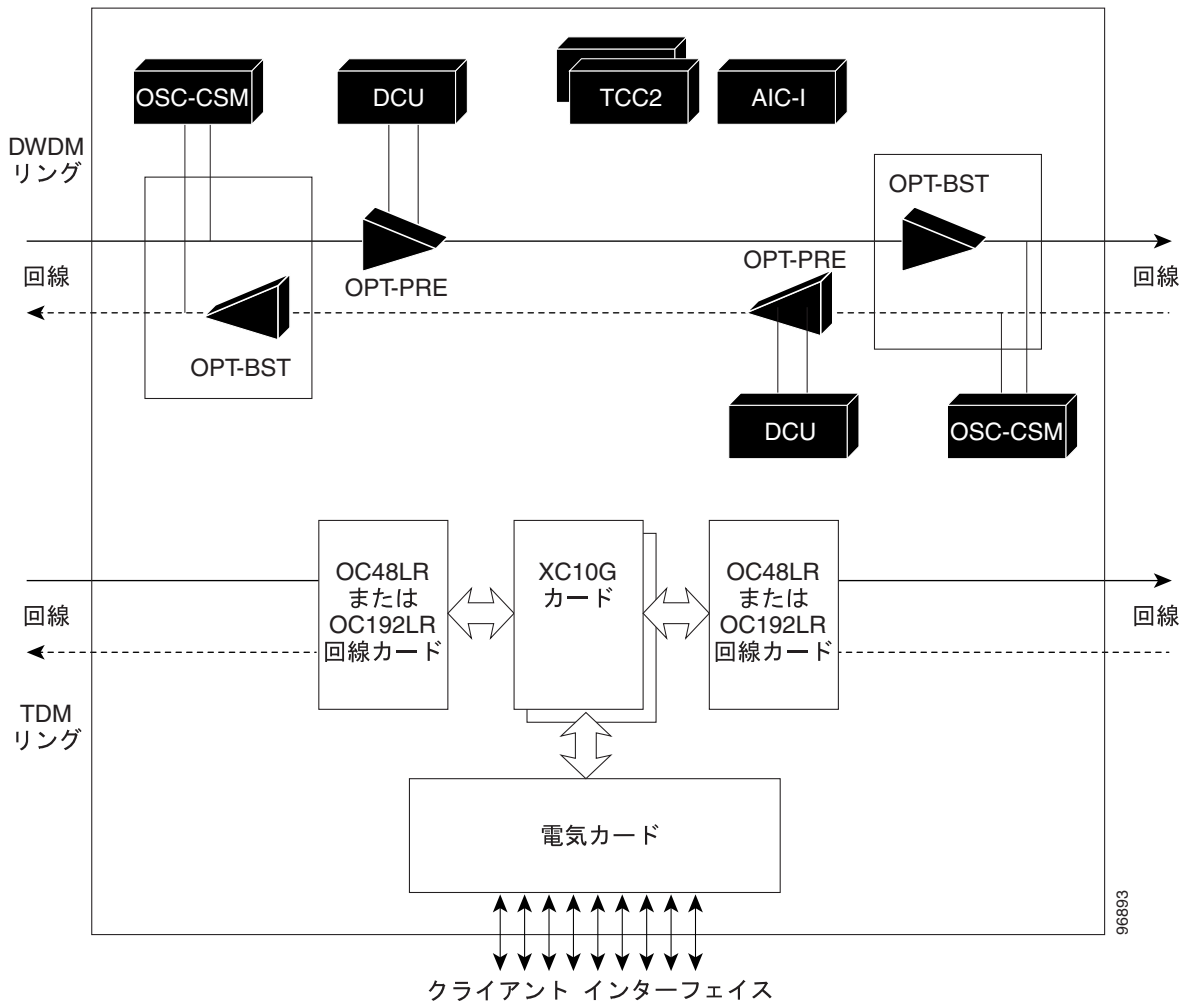 OSC-CSM
DCU
TCC2
AIC-I
DWDM
リング
OPT-BST
回線
OPT-PRE
OPT-PRE
回線
OPT-BST
DCU
OSC-CSM
OC48LR
または
OC192LR
回線カード
XC10G
カード
OC48LR
または
OC192LR
回線カード
回線
回線
TDM
リング
電気カード
96893
クライアント インターフェイス